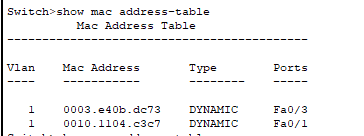 Switch>show mac address-table
Mac Address Table
-------------------------------------------
Vlan Mac Address Type Ports
---- ----------- -------- -----
1 0003.e40b.dc73 DYNAMIC Fa0/3
1 0010.1104.c3c7 DYNAMIC Fa0/1